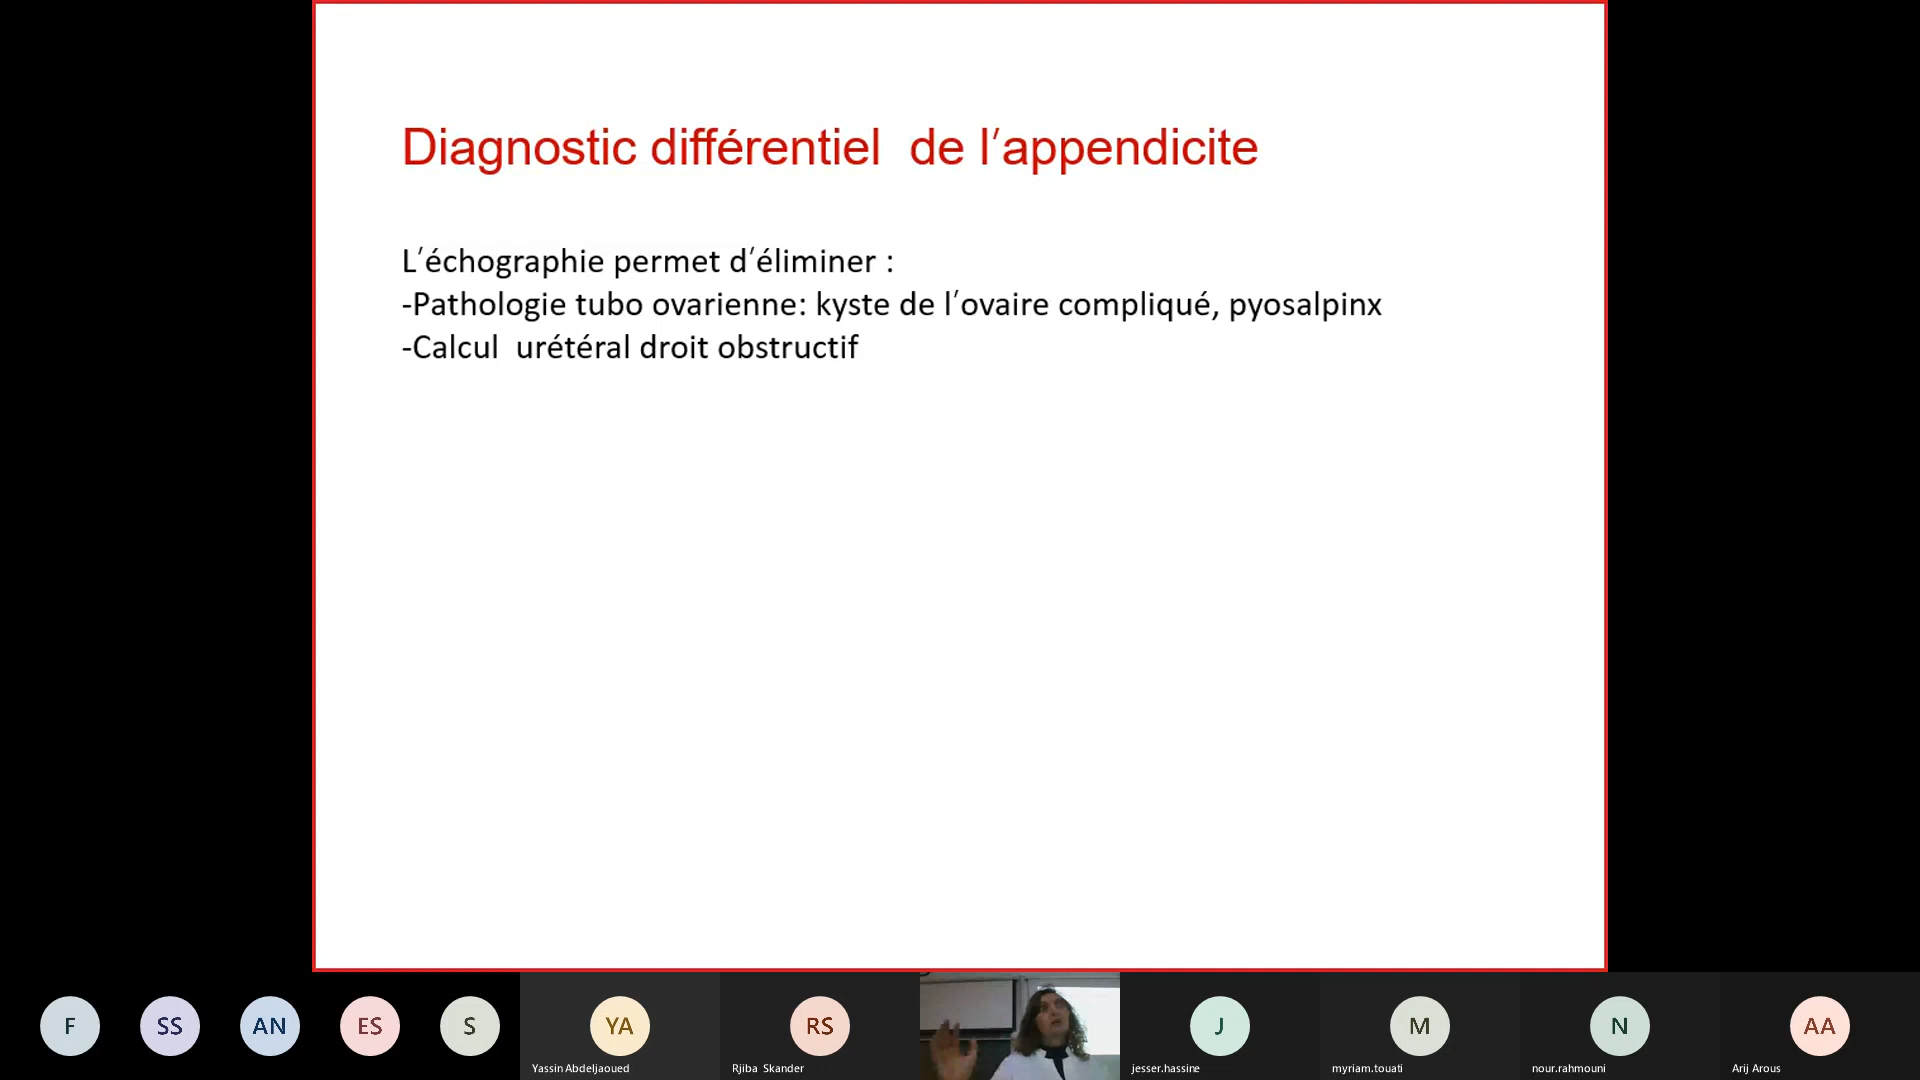 Diagnostic différentiel  de l′appendicite
L′échographie permet d′éliminer :
-Pathologie tubo ovarienne: kyste de l′ovaire compliqué, pyosalpinx
-Calcul  urétéral droit obstructif
F
SS
AN
ES
S
YA
RS
J
M
N
AA
Yassin Abdeljaoued
Rjiba  Skander
jesser.hassine
myriam.touati
nour.rahmouni
Arij Arous